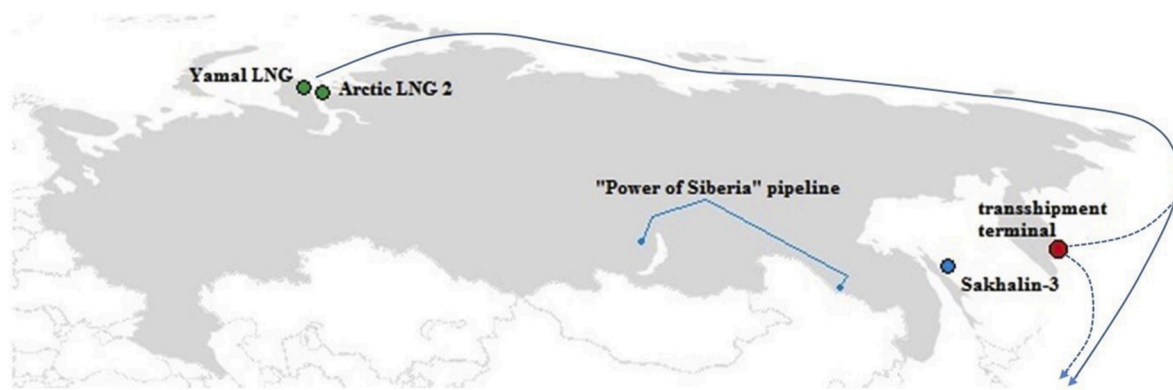 Yamal LNG
Arctic LNG 2
"Power of Siberia" pipeline
transshipment
terminal
Sakhalin-3